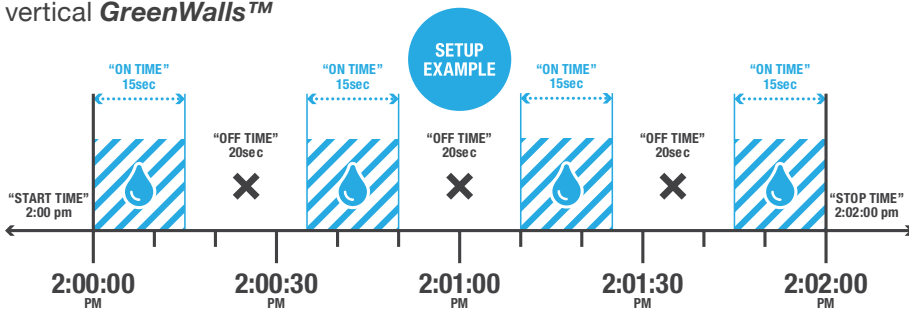 vertical GreenWalls™
SETUP
EXAMPLE
“ON TIME”
15sec
“ON TIME”
15sec
“ON TIME”
15sec
“ON TIME”
15sec
“OFF TIME”
20sec
“OFF TIME”
20sec
“OFF TIME”
20sec
“START TIME”
2:00 pm
“STOP TIME”
2:02:00 pm
2:00:00
PM
2:00:30
PM
2:01:00
PM
2:01:30
PM
2:02:00
PM